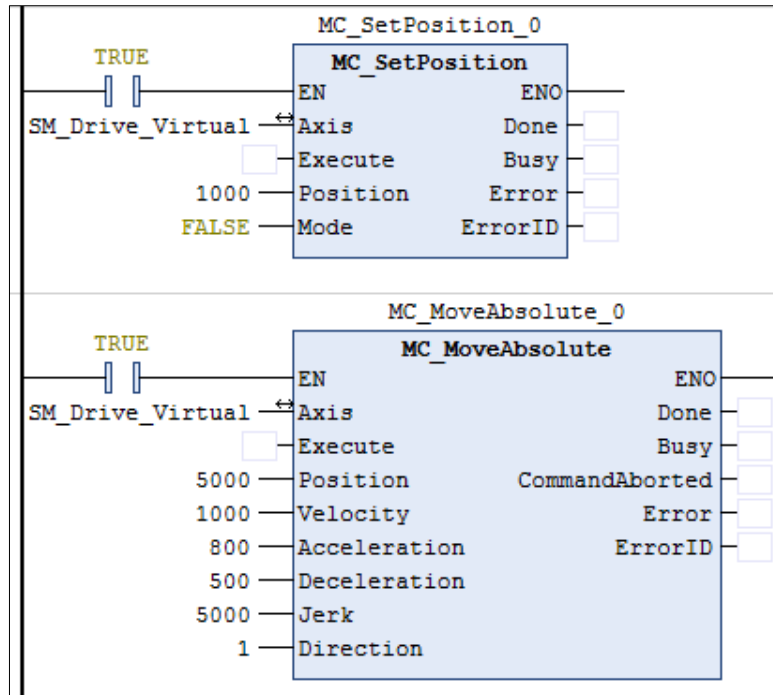 MC_SetPosition_0
TRUE
MC_SetPosition
EN ENO
SM_Drive_Virtual Axis Done
Execute Busy
1000 Position Error
FALSE Mode ErrorID
MC_MoveAbsolute_0
TRUE
MC_MoveAbsolute
EN ENO
SM_Drive_Virtual Axis Done
Execute Busy
5000 Position CommandAborted
1000 Velocity Error
800 Acceleration ErrorID
500 Deceleration
5000 Jerk
1 Direction